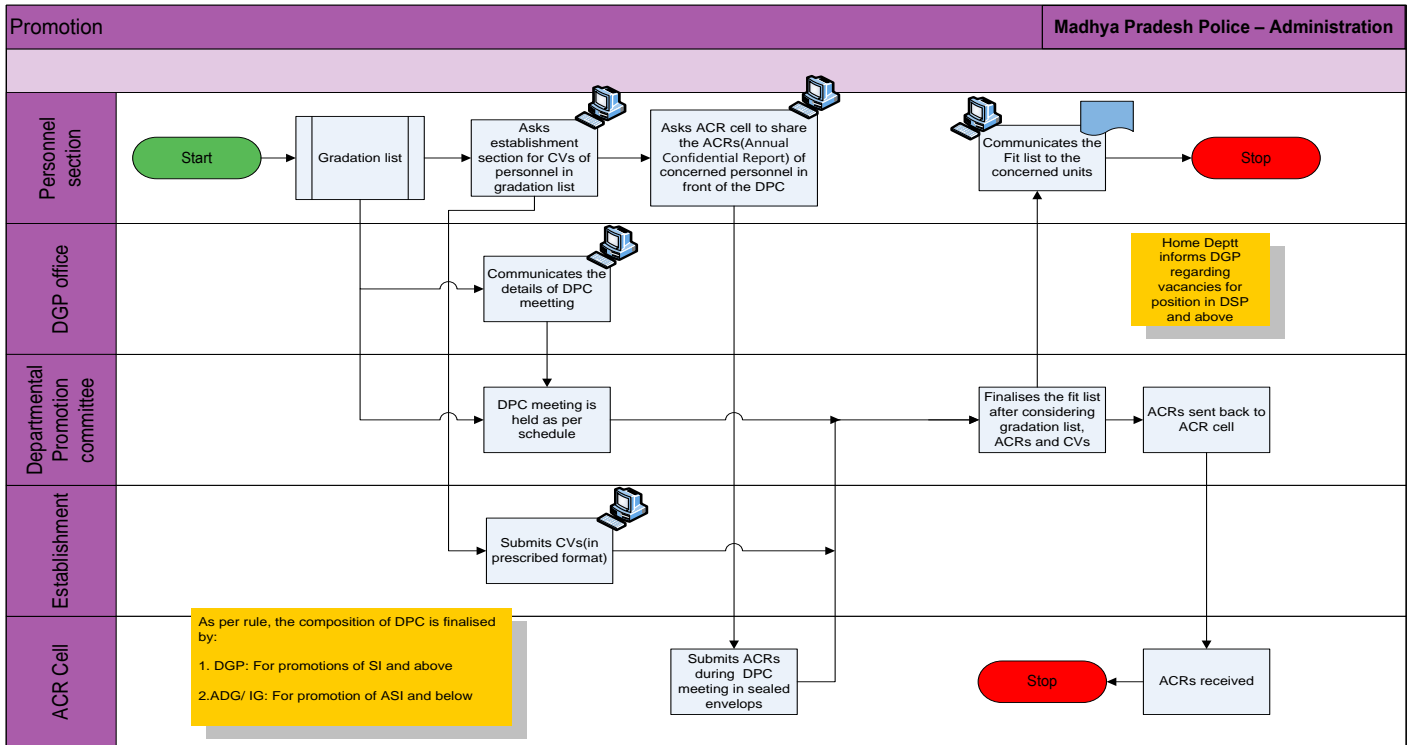 Promotion
Madhya Pradesh Police – Administration
Personnel
section
Start
Gradation list
Asks
establishment
section for CVs of
personnel in
gradation list
Asks ACR cell to share
the ACRs(Annual
Confidential Report) of
concerned personnel in
front of the DPC
Communicates the
Fit list to the
concerned units
Stop
DGP office
Communicates the
details of DPC
meetting
Home Deptt
informs DGP
regarding
vacancies for
position in DSP
and above
Departmental
Promotion
committee
DPC meeting is
held as per
schedule
Finalises the fit list
after considering
gradation list,
ACRs and CVs
ACRs sent back to
ACR cell
Establishment
Submits CVs(in
prescribed format)
ACR Cell
As per rule, the composition of DPC is finalised
by:
1. DGP: For promotions of SI and above
2.ADG/ IG: For promotion of ASI and below
Submits ACRs
during DPC
meeting in sealed
envelops
Stop
ACRs received